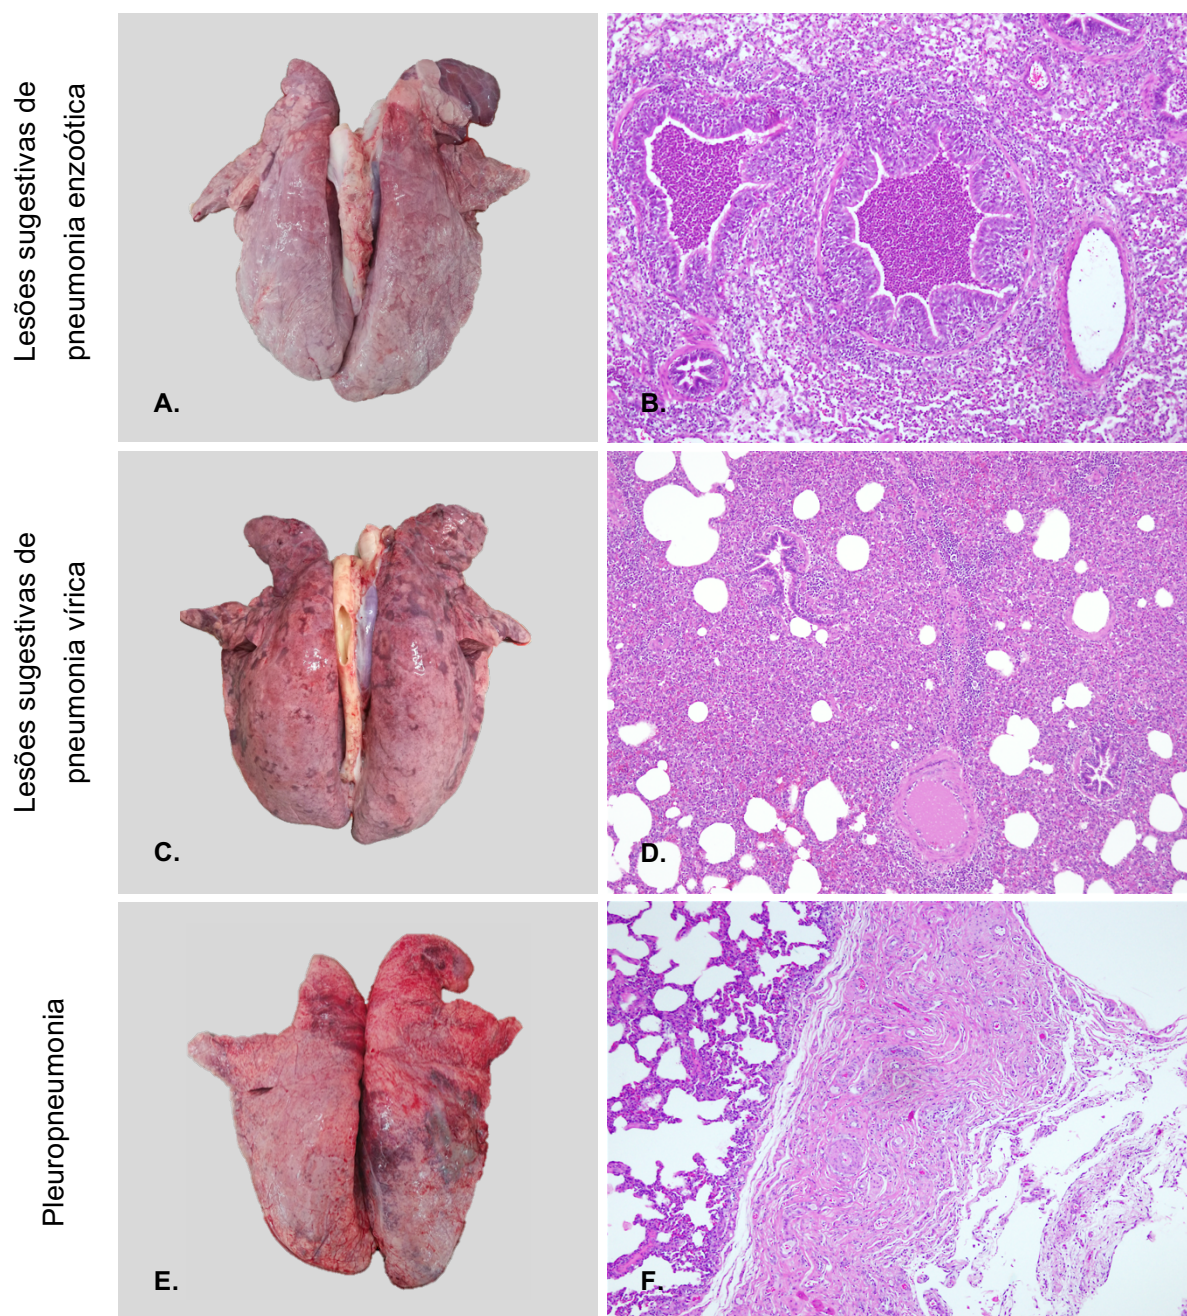 Lesões sugestivas de
pneumonia enzoótica
A.
B.
Lesões sugestivas de
pneumonia vírica
C.
D.
Pleuropneumonia
E.
F.